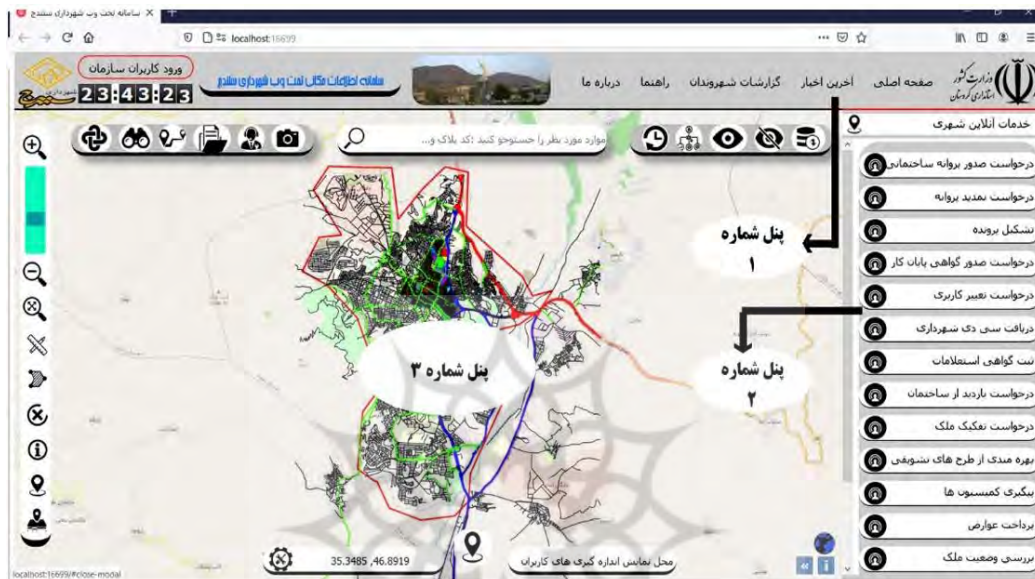 سامانه تحت وب شهرداری سنندج
localhost:16699
وزارت کشور
استانداری کردستان
صفحه اصلی
آخرین اخبار
گزارشات شهروندان
راهنما
درباره ما
سامانه اطلاعات مکانی تحت وب شهرداری سنندج
ورود کاربران سازمان
23:43:23
خدمات آنلاین شهری
موارد مورد نظر را جستوجو کنید :کد پلاک و...
درخواست صدور پروانه ساختمانی
درخواست تمدید پروانه
تشکیل پرونده
درخواست صدور گواهی پایان کار
درخواست تغییر کاربری
دریافت سی دی شهرداری
ثبت گواهی استعلامات
درخواست بازدید از ساختمان
درخواست تفکیک ملک
بهره مندی از طرح های تشویقی
پیگیری کمیسیون ها
پرداخت عوارض
بررسی وضعیت ملک
پنل شماره
۱
پنل شماره
۲
پنل شماره ۳
محل نمایش اندازه گیری های کاربران
35.3485 ,46.8919
localhost:16699/#close-modal